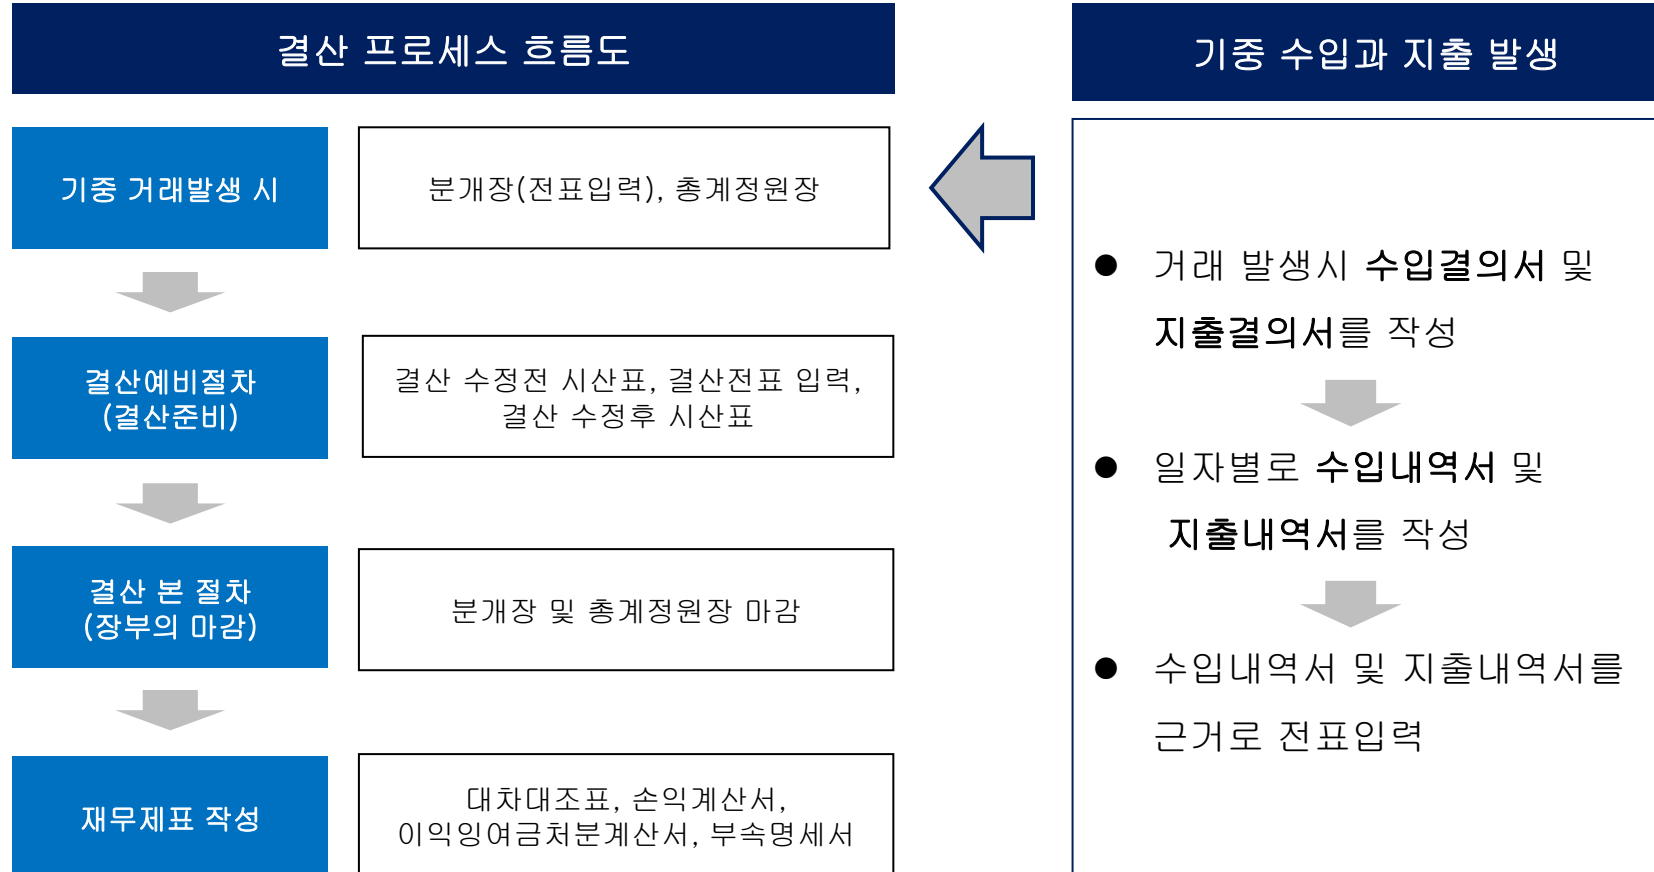 결산 프로세스 흐름도
기중 거래발생 시
분개장(전표입력), 총계정원장
결산예비절차
(결산준비)
결산 수정전 시산표, 결산전표 입력,
결산 수정후 시산표
결산 본 절차
(장부의 마감)
분개장 및 총계정원장 마감
재무제표 작성
대차대조표, 손익계산서,
이익잉여금처분계산서, 부속명세서
기중 수입과 지출 발생
● 거래 발생시 수입결의서 및
지출결의서를 작성
● 일자별로 수입내역서 및
지출내역서를 작성
● 수입내역서 및 지출내역서를
근거로 전표입력